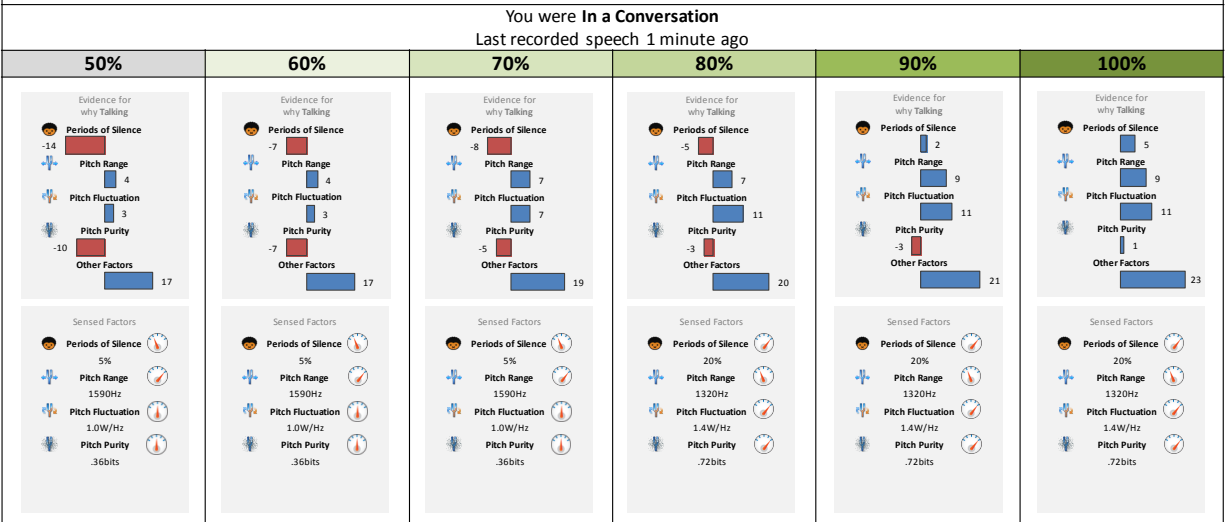 You were In a Conversation
Last recorded speech 1 minute ago
50%
60%
70%
80%
90%
100%
Evidence for
why Talking
Periods of Silence
-14
Pitch Range
4
Pitch Fluctuation
3
Pitch Purity
-10
Other Factors
17
Evidence for
why Talking
Periods of Silence
-7
Pitch Range
4
Pitch Fluctuation
3
Pitch Purity
-7
Other Factors
17
Evidence for
why Talking
Periods of Silence
-8
Pitch Range
7
Pitch Fluctuation
7
Pitch Purity
-5
Other Factors
19
Evidence for
why Talking
Periods of Silence
-5
Pitch Range
7
Pitch Fluctuation
11
Pitch Purity
-3
Other Factors
20
Evidence for
why Talking
Periods of Silence
2
Pitch Range
9
Pitch Fluctuation
11
Pitch Purity
-3
Other Factors
21
Evidence for
why Talking
Periods of Silence
5
Pitch Range
9
Pitch Fluctuation
11
Pitch Purity
1
Other Factors
23
Sensed Factors
Periods of Silence
5%
Pitch Range
1590Hz
Pitch Fluctuation
1.0W/Hz
Pitch Purity
.36bits
Sensed Factors
Periods of Silence
5%
Pitch Range
1590Hz
Pitch Fluctuation
1.0W/Hz
Pitch Purity
.36bits
Sensed Factors
Periods of Silence
5%
Pitch Range
1590Hz
Pitch Fluctuation
1.0W/Hz
Pitch Purity
.36bits
Sensed Factors
Periods of Silence
20%
Pitch Range
1320Hz
Pitch Fluctuation
1.4W/Hz
Pitch Purity
.72bits
Sensed Factors
Periods of Silence
20%
Pitch Range
1320Hz
Pitch Fluctuation
1.4W/Hz
Pitch Purity
.72bits
Sensed Factors
Periods of Silence
20%
Pitch Range
1320Hz
Pitch Fluctuation
1.4W/Hz
Pitch Purity
.72bits